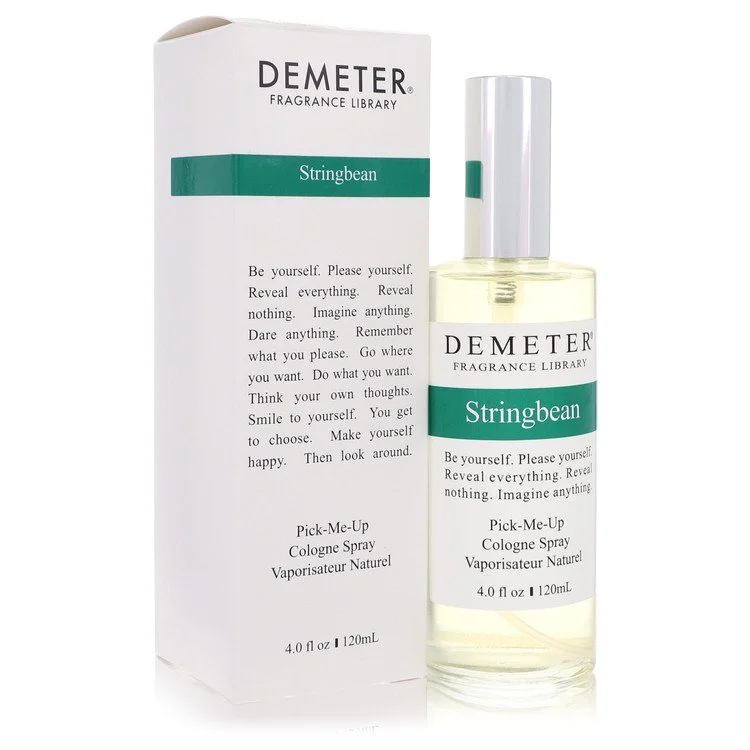 DEMETER®
FRAGRANCE LIBRARY
Stringbean
Be yourself. Please yourself.
Reveal everything. Reveal
nothing. Imagine anything.
Dare anything. Remember
what you please. Go where
you want. Do what you want.
Think your own thoughts.
Smile to yourself. You get
to choose. Make yourself
happy. Then look around.
Pick-Me-Up
Cologne Spray
Vaporisateur Naturel
4.0 fl oz 120mL
DEMETER®
FRAGRANCE LIBRARY
Stringbean
Be yourself. Please yourself.
Reveal everything. Reveal
nothing. Imagine anything.
Pick-Me-Up
Cologne Spray
Vaporisateur Naturel
4.0 fl oz 120mL